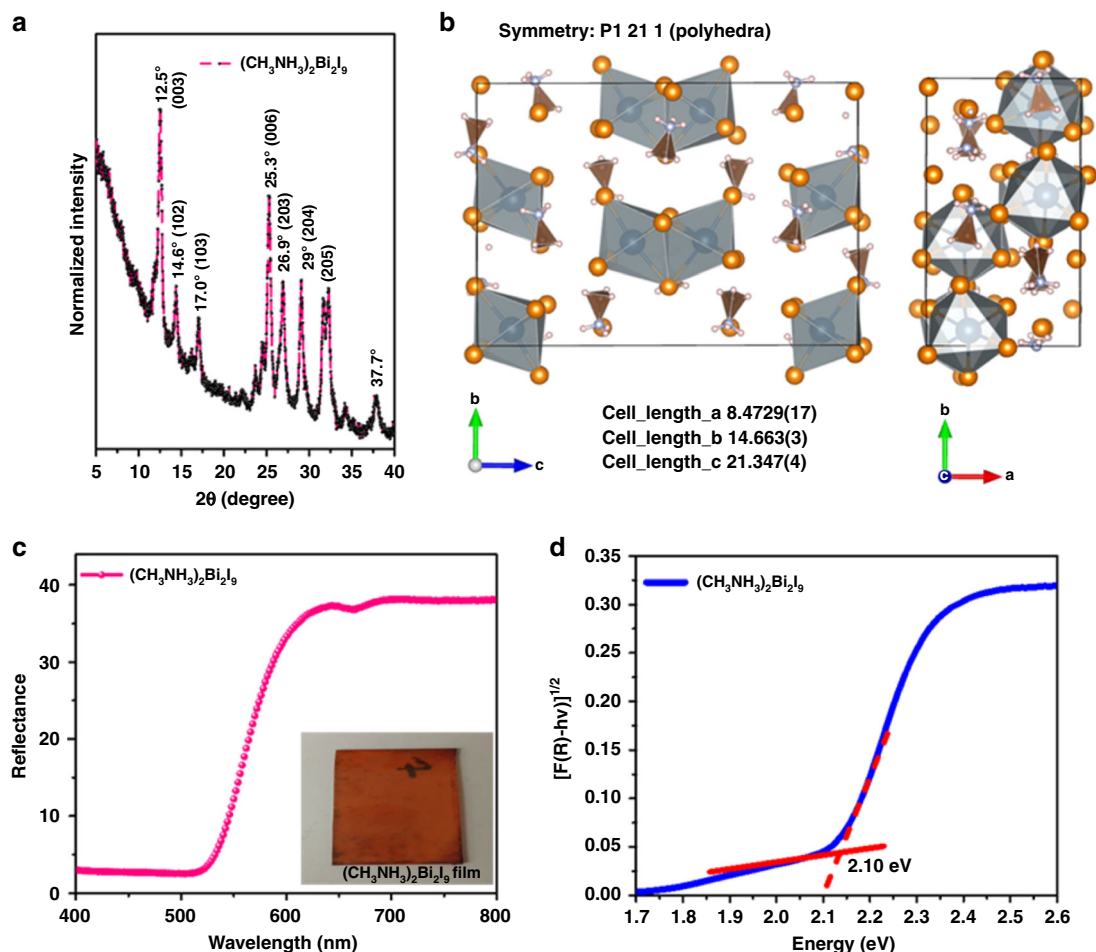 a
Normalized intensity
(CH₃NH₃)₂Bi₂I₉
12.5°
(003)
14.6° (102)
17.0° (103)
25.3° (006)
26.9° (203)
29° (204)
(205)
37.7°
5 10 15 20 25 30 35 40
2θ (degree)
b
Symmetry: P1 21 1 (polyhedra)
b
c
Cell_length_a 8.4729(17)
Cell_length_b 14.663(3)
Cell_length_c 21.347(4)
b
c
a
c
Reflectance
40
30
20
10
0
(CH₃NH₃)₂Bi₂I₉
(CH₃NH₃)₂Bi₂I₉ film
400 500 600 700 800
Wavelength (nm)
d
[F(R)-hv)]^1/2
0.35
0.30
0.25
0.20
0.15
0.10
0.05
0.00
(CH₃NH₃)₂Bi₂I₉
2.10 eV
1.7 1.8 1.9 2.0 2.1 2.2 2.3 2.4 2.5 2.6
Energy (eV)